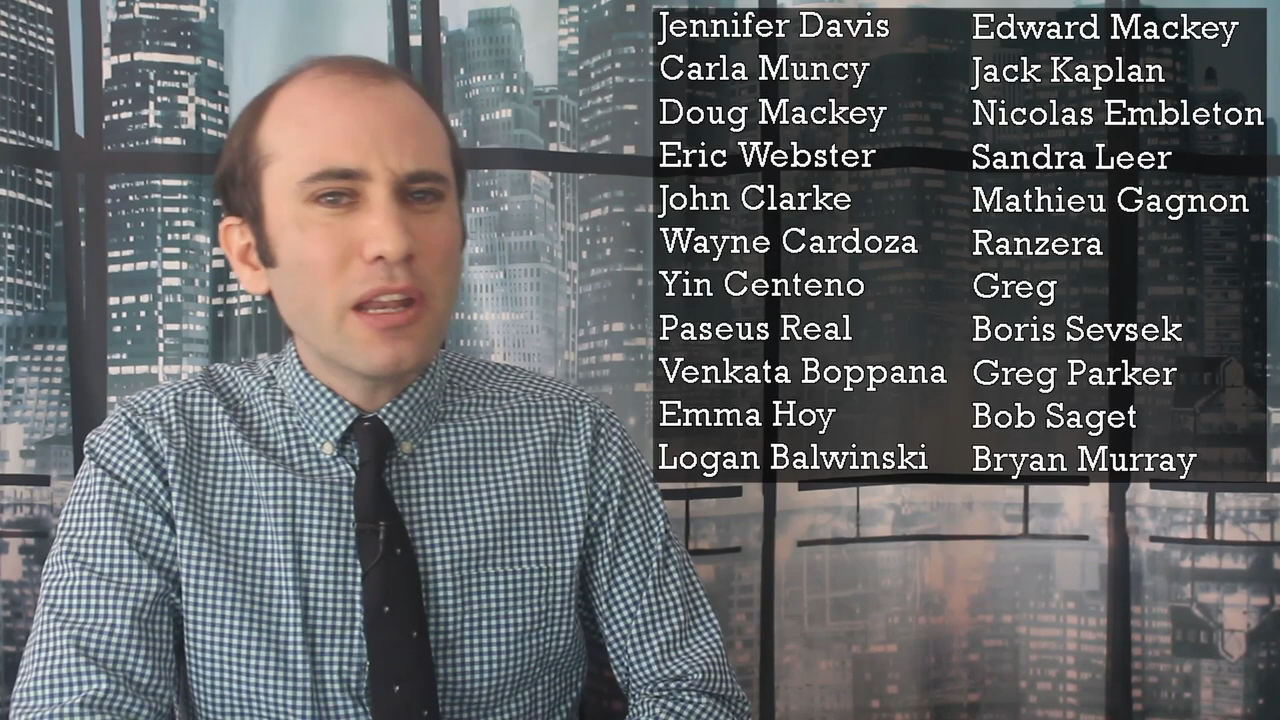 Jennifer Davis
Carla Muncy
Doug Mackey
Eric Webster
John Clarke
Wayne Cardoza
Yin Centeno
Paseus Real
Venkata Boppana
Emma Hoy
Logan Balwinski
Edward Mackey
Jack Kaplan
Nicolas Embleton
Sandra Leer
Mathieu Gagnon
Ranzera
Greg
Boris Sevsek
Greg Parker
Bob Saget
Bryan Murray